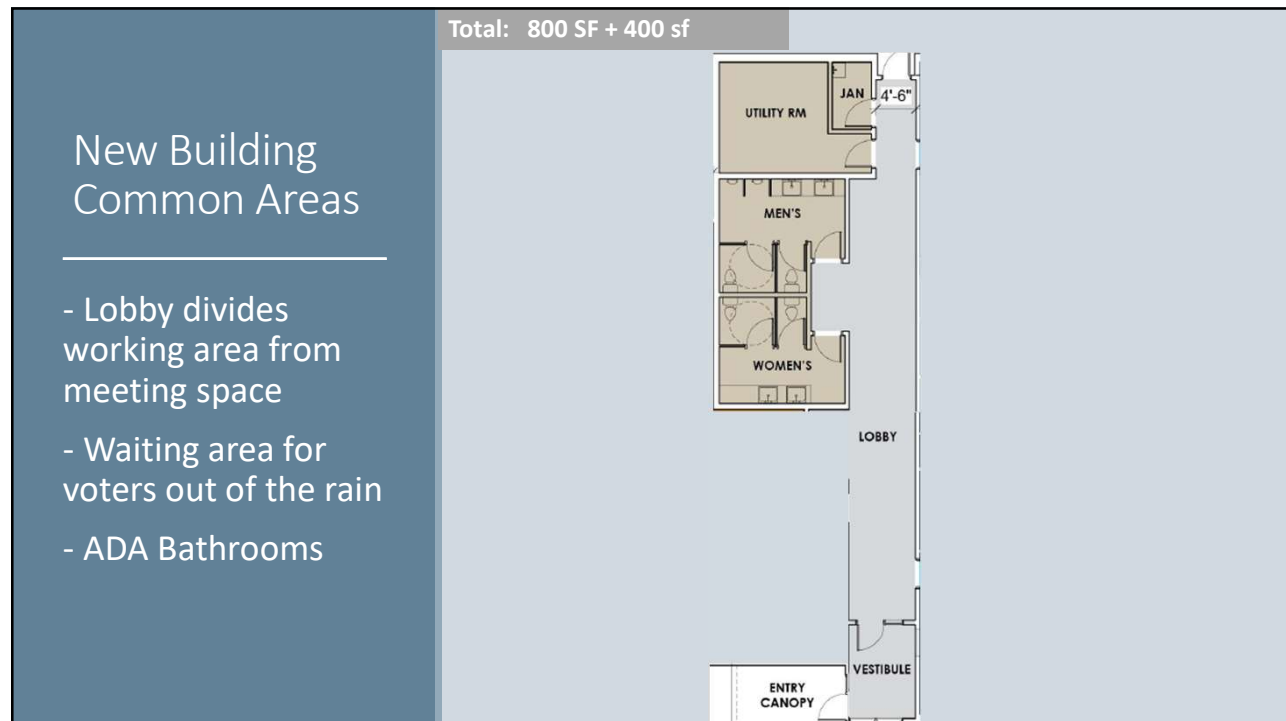 Total: 800 SF + 400 sf
New Building
Common Areas
- Lobby divides
working area from
meeting space
- Waiting area for
voters out of the rain
- ADA Bathrooms
JAN
4'-6"
UTILITY RM
MEN'S
WOMEN'S
LOBBY
VESTIBULE
ENTRY
CANOPY